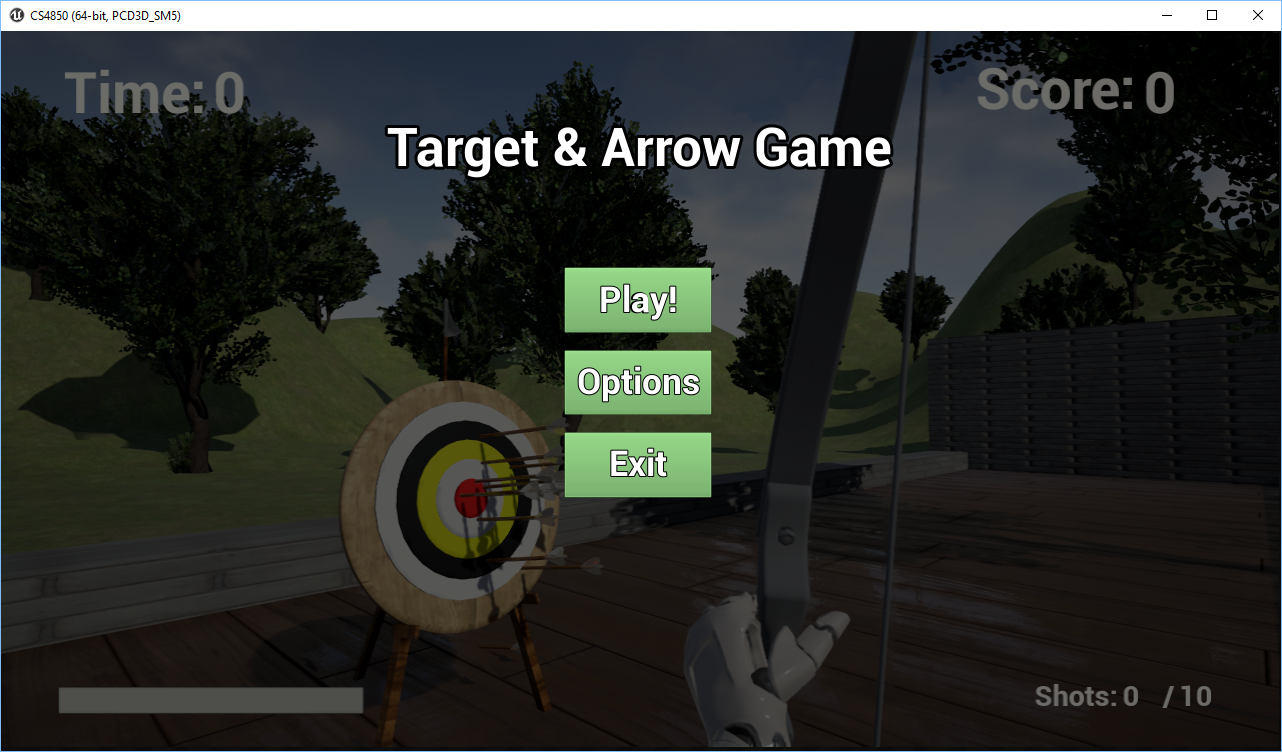 CS4850 (64-bit, PCD3D_SM5)
Time: 0
Score: 0
Target & Arrow Game
Play!
Options
Exit
Shots: 0 / 10